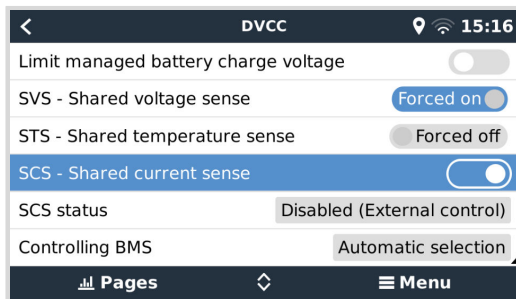 DVCC 15:16
Limit managed battery charge voltage
SVS - Shared voltage sense Forced on
STS - Shared temperature sense Forced off
SCS - Shared current sense
SCS status Disabled (External control)
Controlling BMS Automatic selection
Pages Menu